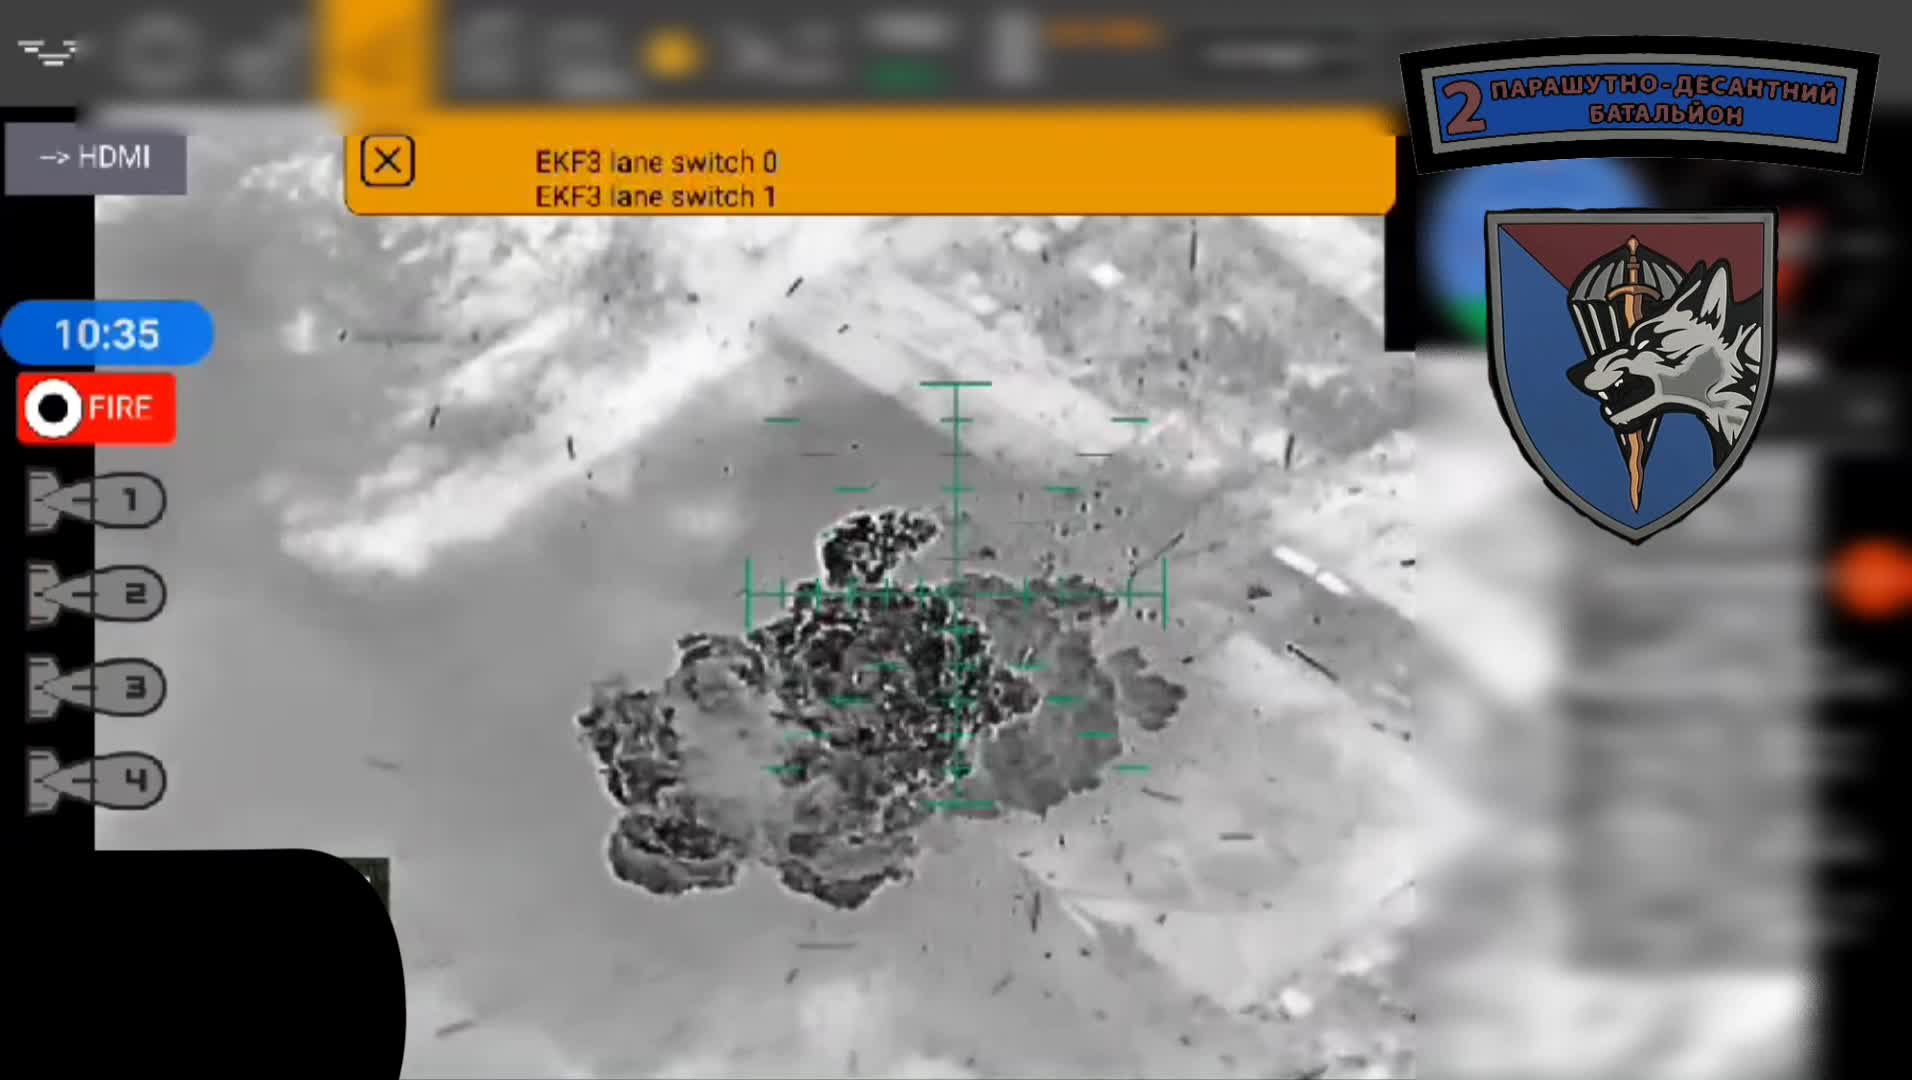 2 ПАРАШУТНО-ДЕСАНТНИЙ
БАТАЛЬЙОН
--> HDMI
EKF3 lane switch 0
EKF3 lane switch 1
10:35
FIRE
1
2
3
4